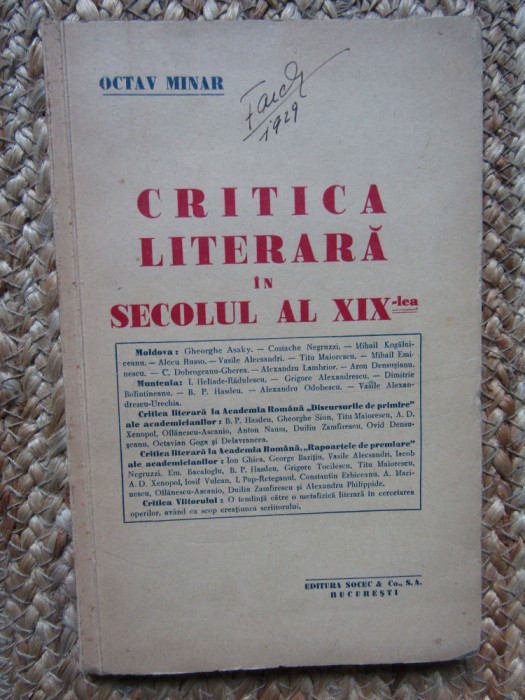 OCTAV MINAR
1929
CRITICA
LITERARĂ
ÎN
SECOLUL AL XIX-lea
Moldova: Gheorghe Asaky. — Costache Negruzzi. — Mihail Kogălni-
ceanu. — Alecu Russo. — Vasile Alecsandri. — Titu Maiorescu. — Mihail Emi-
nescu. — C. Dobrogeanu-Gherea. — Alexandru Lambrior. — Aron Densuşianu.
Muntenia: I. Heliade-Rădulescu. — Grigore Alexandrescu. — Dimitrie
Bolintineanu. — B. P. Hasdeu. — Alexandru Odobescu. — Vasile Alexan-
drescu-Urechia.
Critica literară la Academia Română „Discursurile de primire”
ale academicianilor: B. P. Hasdeu, Gheorghe Sion, Titu Maiorescu, A. D.
Xenopol, Ollănescu-Ascanio, Anton Naum, Duiliu Zamfirescu, Ovid Densu-
şeanu, Octavian Goga şi Delavrancea.
Critica literară la Academia Română, „Rapoartele de premiare”
ale academicianilor: Ion Ghica, George Bariţiu, Vasile Alecsandri, Iacob
Negruzzi, Em. Bacaloglu, B. P. Hasdeu, Grigore Tocilescu, Titu Maiorescu,
A. D. Xenopol, Iosif Vulcan, I. Pop-Reteganul, Constantin Erbiceanu, A. Mari-
nescu, Ollănescu-Ascanio, Duiliu Zamfirescu şi Alexandru Philippide.
Critica Viitorului: O tendinţă către o metafizică literară în cercetarea
operilor, având ca scop creaţiunea scriitorului.
EDITURA SOCEC & Co., S. A.
BUCUREŞTI